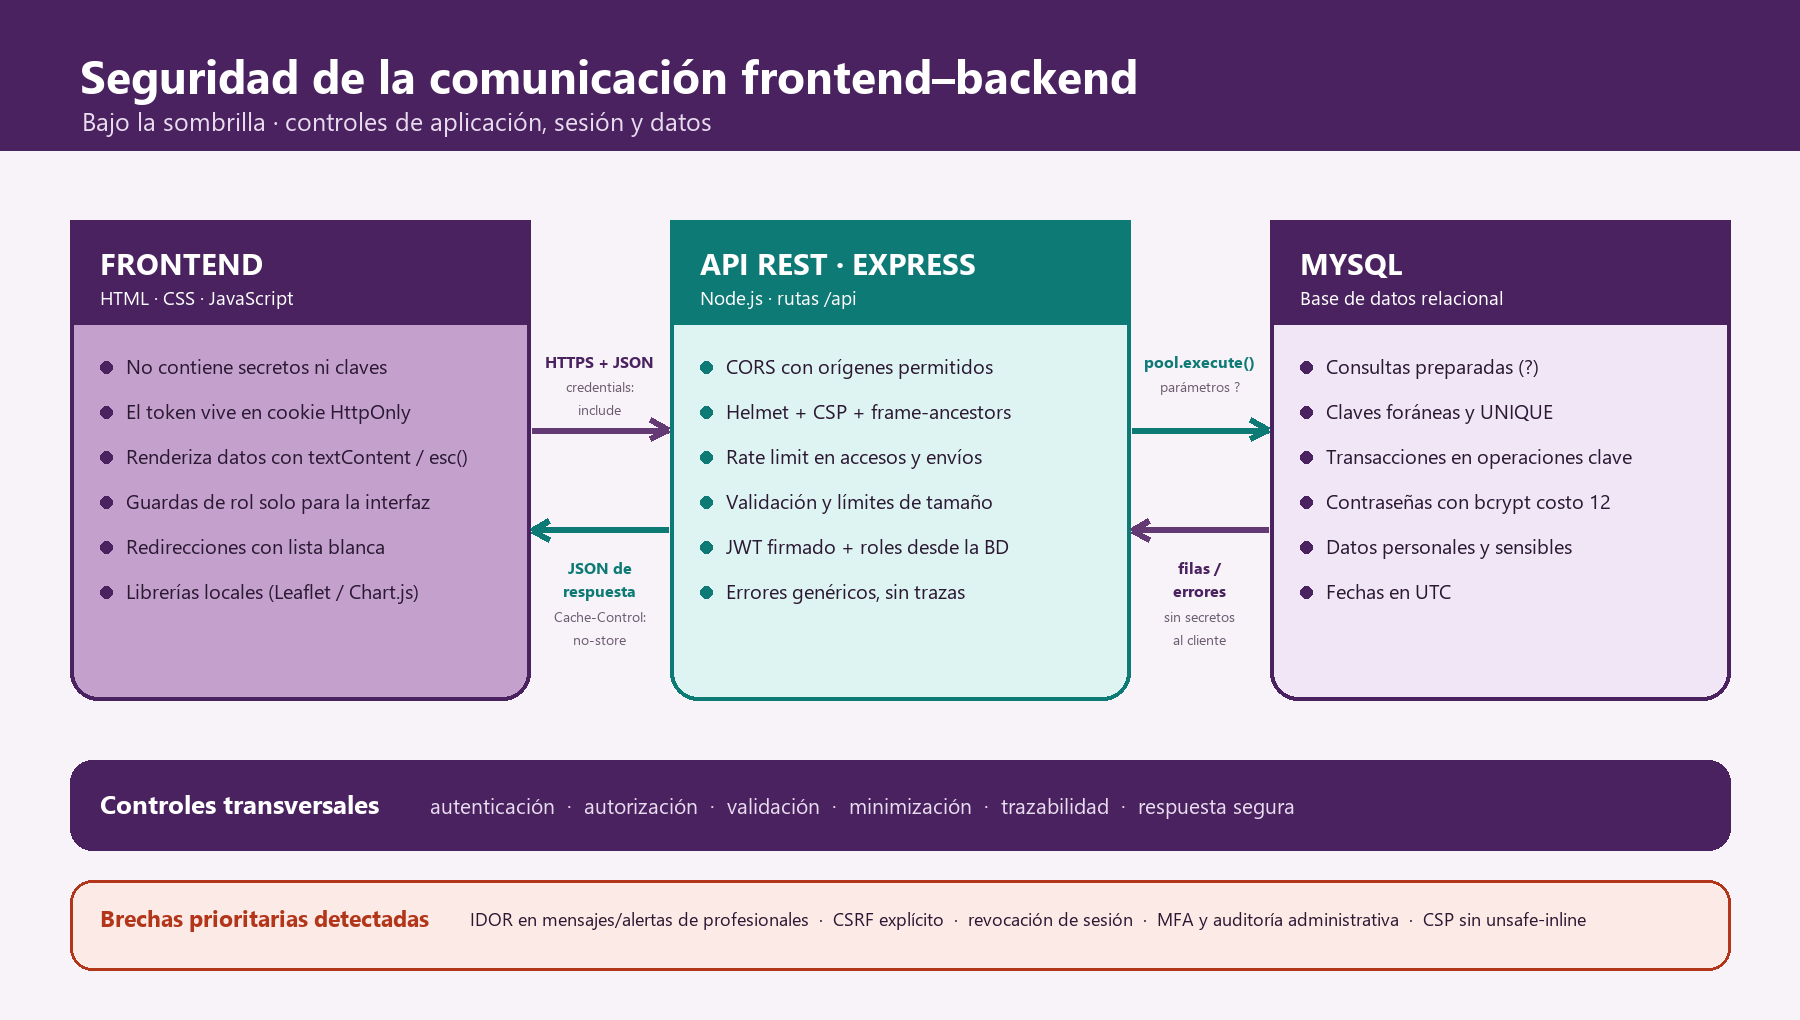 Seguridad de la comunicación frontend–backend
Bajo la sombrilla · controles de aplicación, sesión y datos
FRONTEND
HTML · CSS · JavaScript
No contiene secretos ni claves
El token vive en cookie HttpOnly
Renderiza datos con textContent / esc()
Guardas de rol solo para la interfaz
Redirecciones con lista blanca
Librerías locales (Leaflet / Chart.js)
HTTPS + JSON
credentials:
include
JSON de
respuesta
Cache-Control:
no-store
API REST · EXPRESS
Node.js · rutas /api
CORS con orígenes permitidos
Helmet + CSP + frame-ancestors
Rate limit en accesos y envíos
Validación y límites de tamaño
JWT firmado + roles desde la BD
Errores genéricos, sin trazas
pool.execute()
parámetros ?
filas /
errores
sin secretos
al cliente
MYSQL
Base de datos relacional
Consultas preparadas (?)
Claves foráneas y UNIQUE
Transacciones en operaciones clave
Contraseñas con bcrypt costo 12
Datos personales y sensibles
Fechas en UTC
Controles transversales autenticación · autorización · validación · minimización · trazabilidad · respuesta segura
Brechas prioritarias detectadas IDOR en mensajes/alertas de profesionales · CSRF explícito · revocación de sesión · MFA y auditoría administrativa · CSP sin unsafe-inline